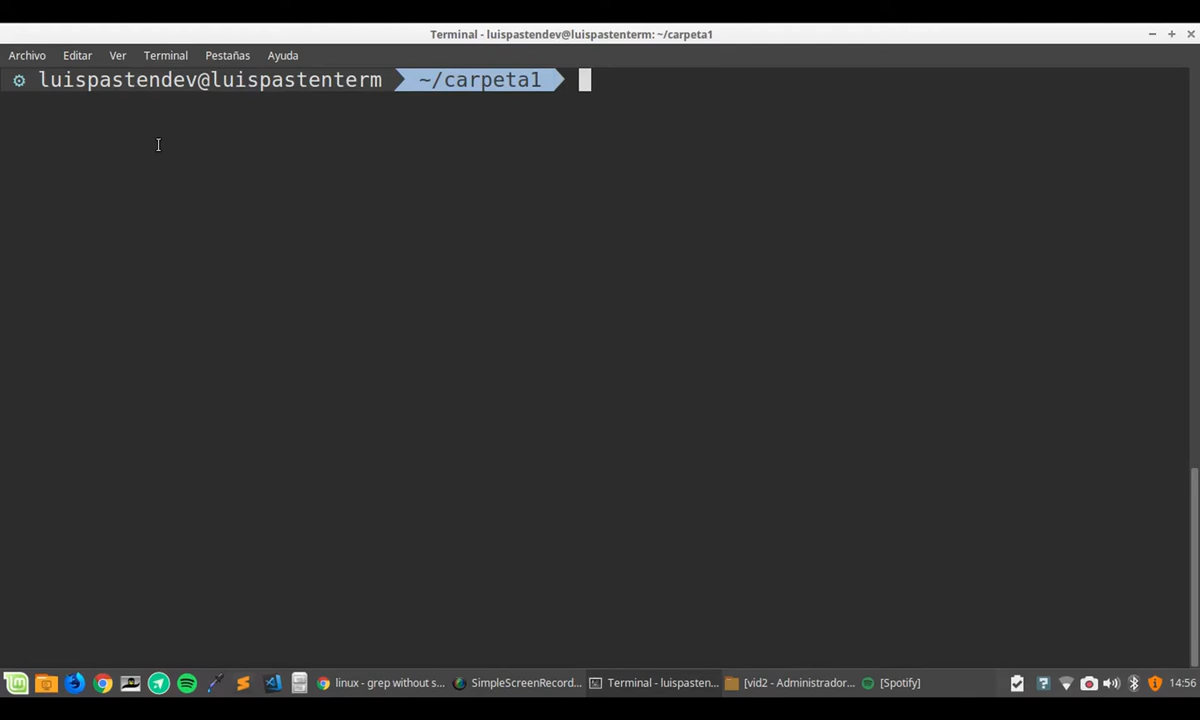 Terminal - luispastendev@luispastenterm: ~/carpeta1
Archivo Editar Ver Terminal Pestañas Ayuda
luispastendev@luispastenterm ~/carpeta1
linux - grep without s... SimpleScreenRecord... Terminal - luispasten... [vid2 - Administrador... [Spotify] 14:56